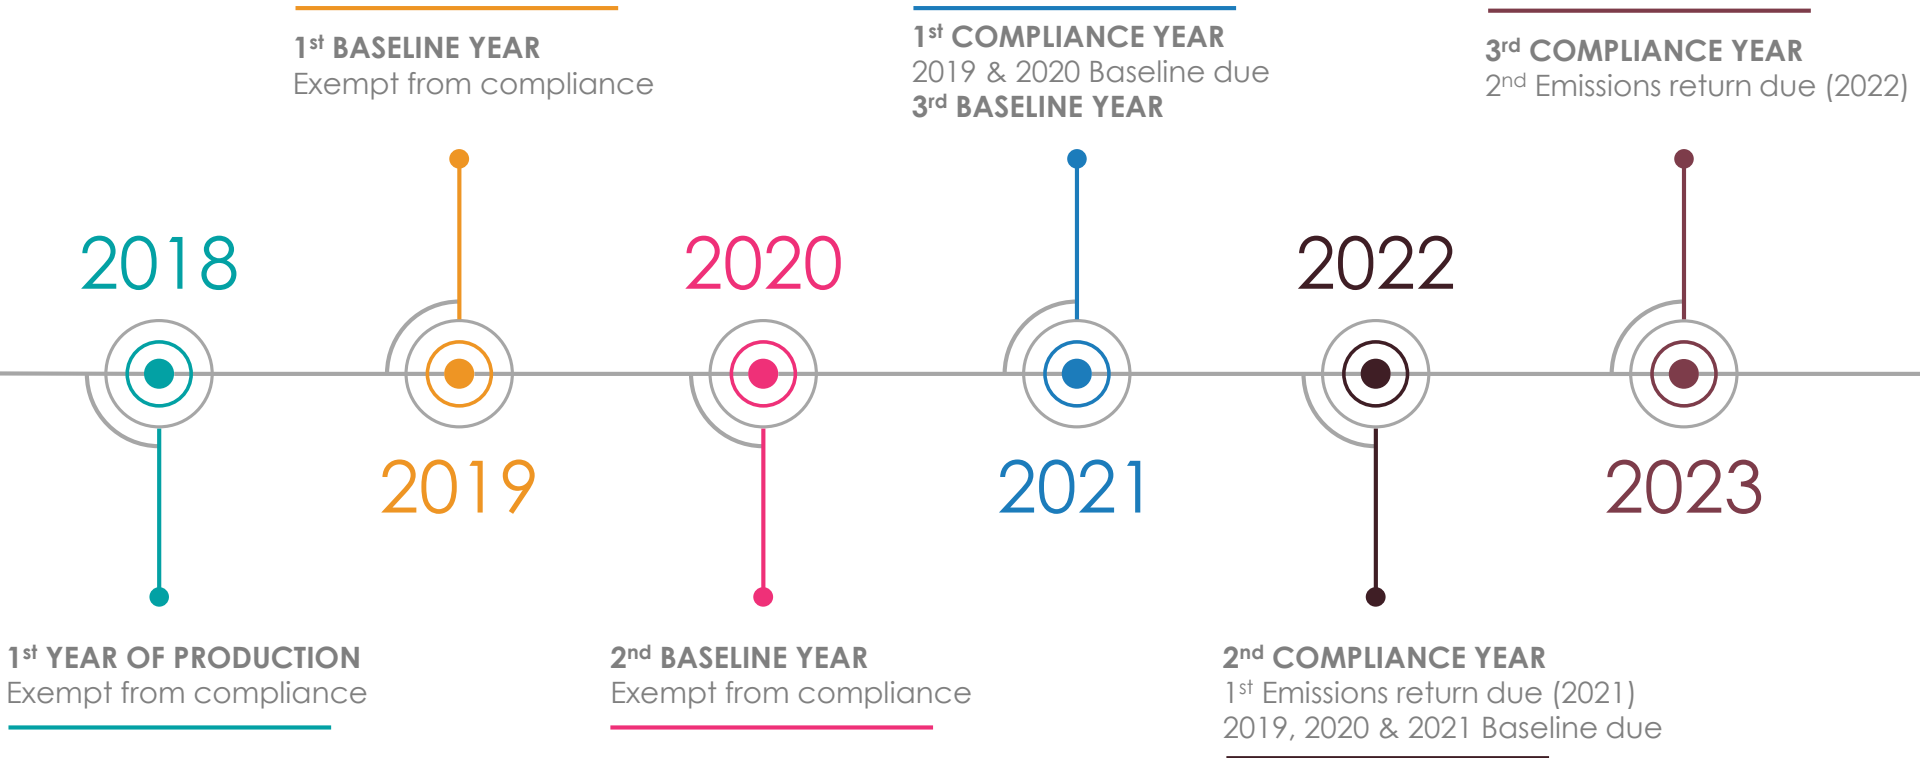 1st BASELINE YEAR
Exempt from compliance
1st COMPLIANCE YEAR
2019 & 2020 Baseline due
3rd BASELINE YEAR
3rd COMPLIANCE YEAR
2nd Emissions return due (2022)
2018
2019
2020
2021
2022
2023
1st YEAR OF PRODUCTION
Exempt from compliance
2nd BASELINE YEAR
Exempt from compliance
2nd COMPLIANCE YEAR
1st Emissions return due (2021)
2019, 2020 & 2021 Baseline due